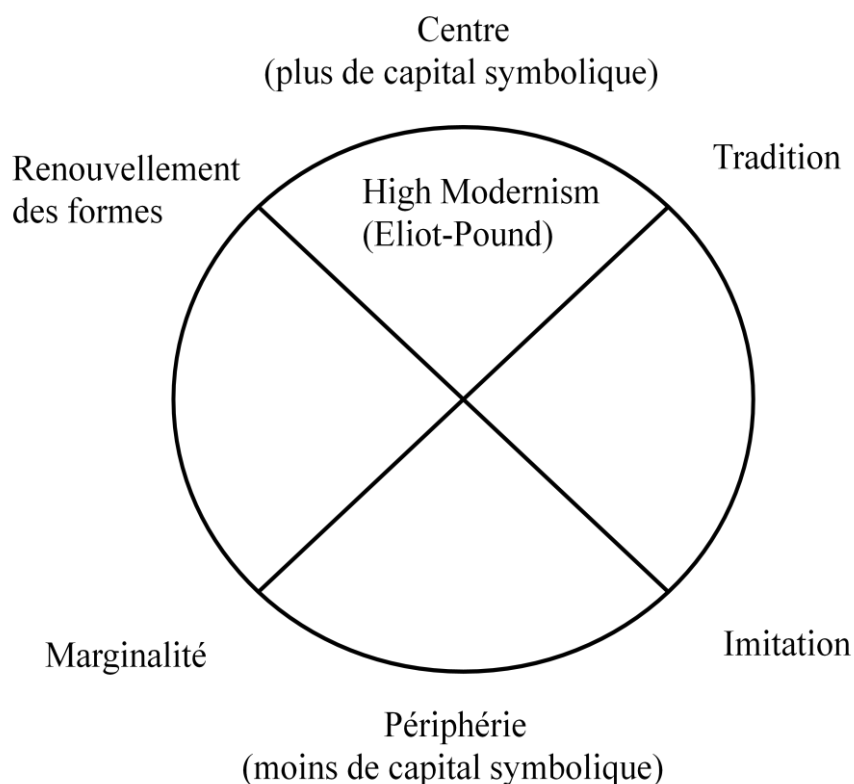 Centre
(plus de capital symbolique)
Renouvellement
des formes
Tradition
High Modernism
(Eliot-Pound)
Marginalité
Imitation
Périphérie
(moins de capital symbolique)